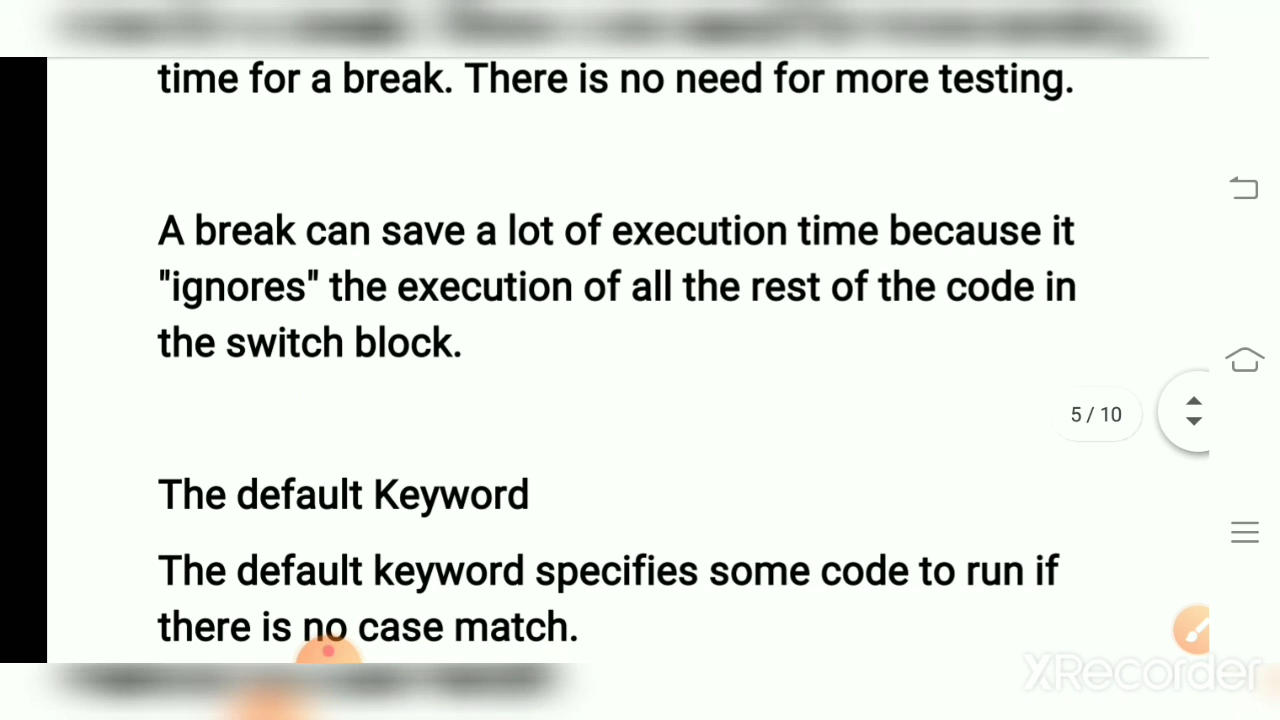 time for a break. There is no need for more testing.
A break can save a lot of execution time because it
"ignores" the execution of all the rest of the code in
the switch block.
5 / 10
The default Keyword
The default keyword specifies some code to run if
there is no case match.
XRecorder